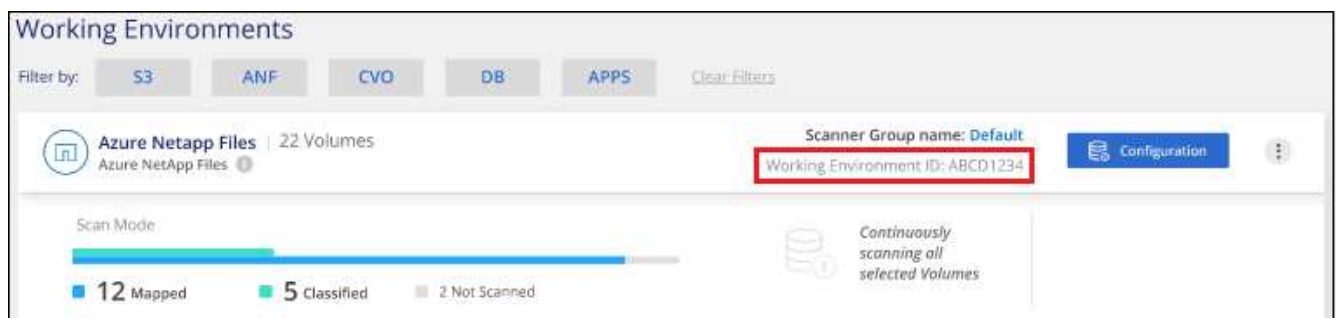 Working Environments
Filter by: S3 ANF CVO DB APPS Clear Filters
Azure Netapp Files | 22 Volumes
Azure NetApp Files
Scanner Group name: Default
Working Environment ID: ABCD1234
Configuration
Scan Mode
12 Mapped 5 Classified 2 Not Scanned
Continuously
scanning all
selected Volumes